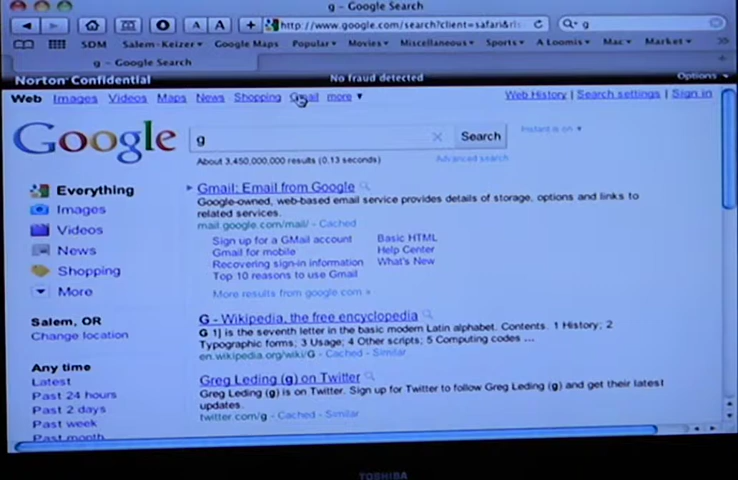 g - Google Search
A A + http://www.google.com/search?client=safari&rl: Q g
SDM Salem-Keizer Google Maps Popular Movies Miscellaneous Sports A Loomis Mac Market
g - Google Search
Norton Confidential No fraud detected Options
Web Images Videos Maps News Shopping Gmail more Web History | Search settings | Sign in
Google g Search Instant is on
About 3,450,000,000 results (0.13 seconds) Advanced search
Everything
Images
Videos
News
Shopping
More
Salem, OR
Change location
Any time
Latest
Past 24 hours
Past 2 days
Past week
Past month
Gmail: Email from Google
Google-owned, web-based email service provides details of storage, options and links to
related services.
mail.google.com/mail/ - Cached
Sign up for a GMail account Basic HTML
Gmail for mobile Help Center
Recovering sign-in information What's New
Top 10 reasons to use Gmail
More results from google.com »
G - Wikipedia, the free encyclopedia
G 1] is the seventh letter in the basic modern Latin alphabet. Contents. 1 History; 2
Typographic forms; 3 Usage; 4 Other scripts; 5 Computing codes ...
en.wikipedia.org/wiki/G - Cached - Similar
Greg Leding (g) on Twitter
Greg Leding (g) is on Twitter. Sign up for Twitter to follow Greg Leding (g) and get their latest
updates.
twitter.com/g - Cached - Similar
TOSHIBA